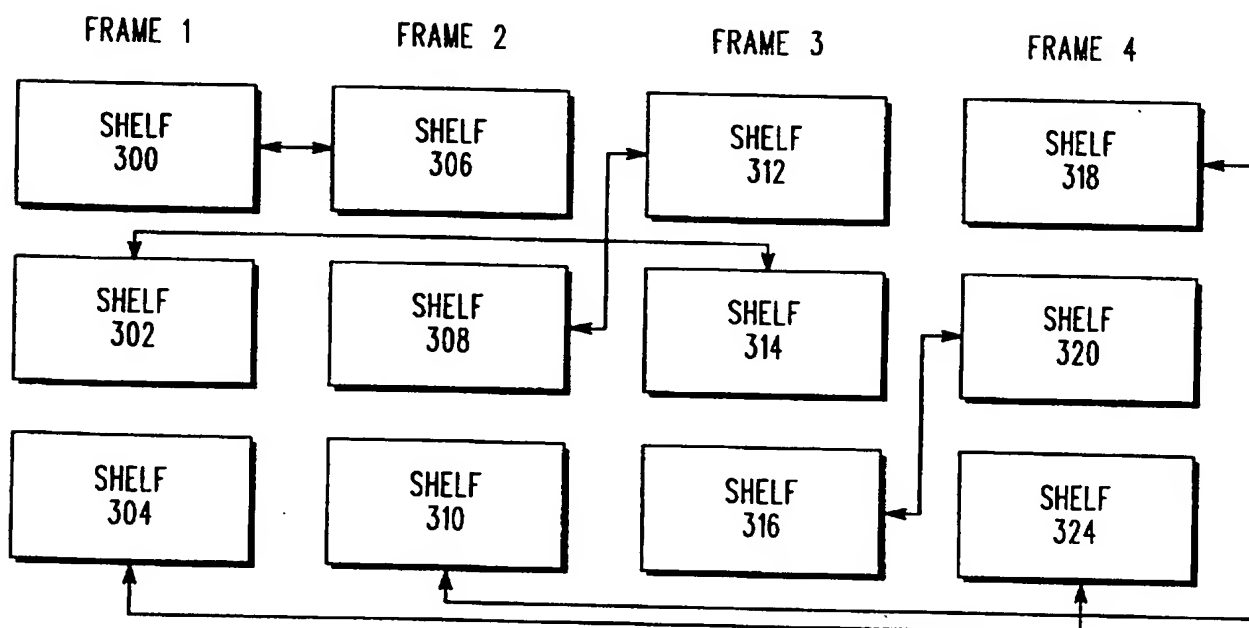 FRAME 1
FRAME 2
FRAME 3
FRAME 4
SHELF
300
SHELF
306
SHELF
312
SHELF
318
SHELF
302
SHELF
308
SHELF
314
SHELF
320
SHELF
304
SHELF
310
SHELF
316
SHELF
324